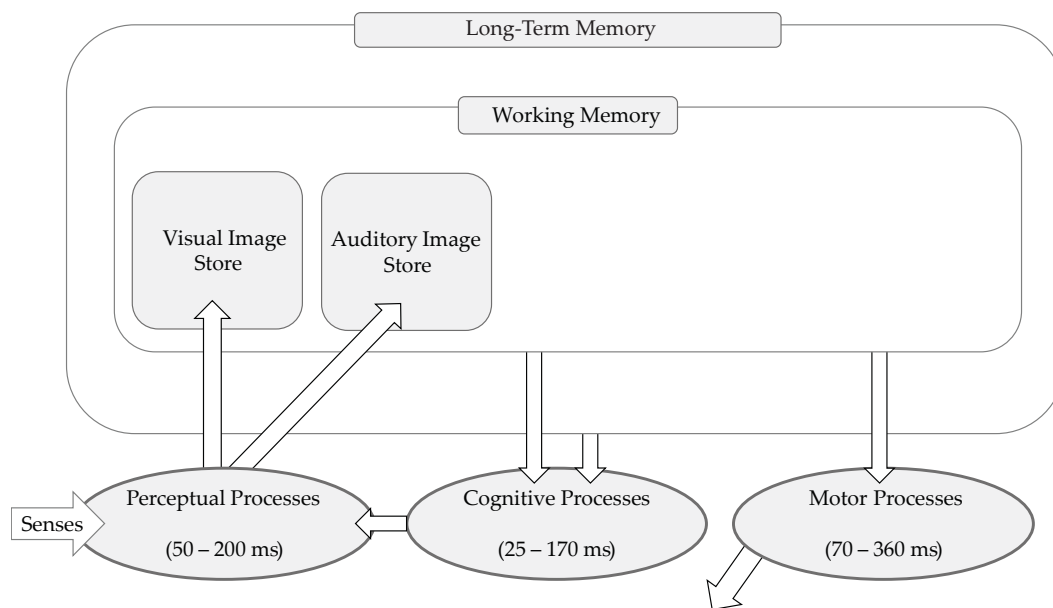 Long-Term Memory
Working Memory
Visual Image
Store
Auditory Image
Store
Perceptual Processes
(50 – 200 ms)
Cognitive Processes
(25 – 170 ms)
Motor Processes
(70 – 360 ms)
Senses